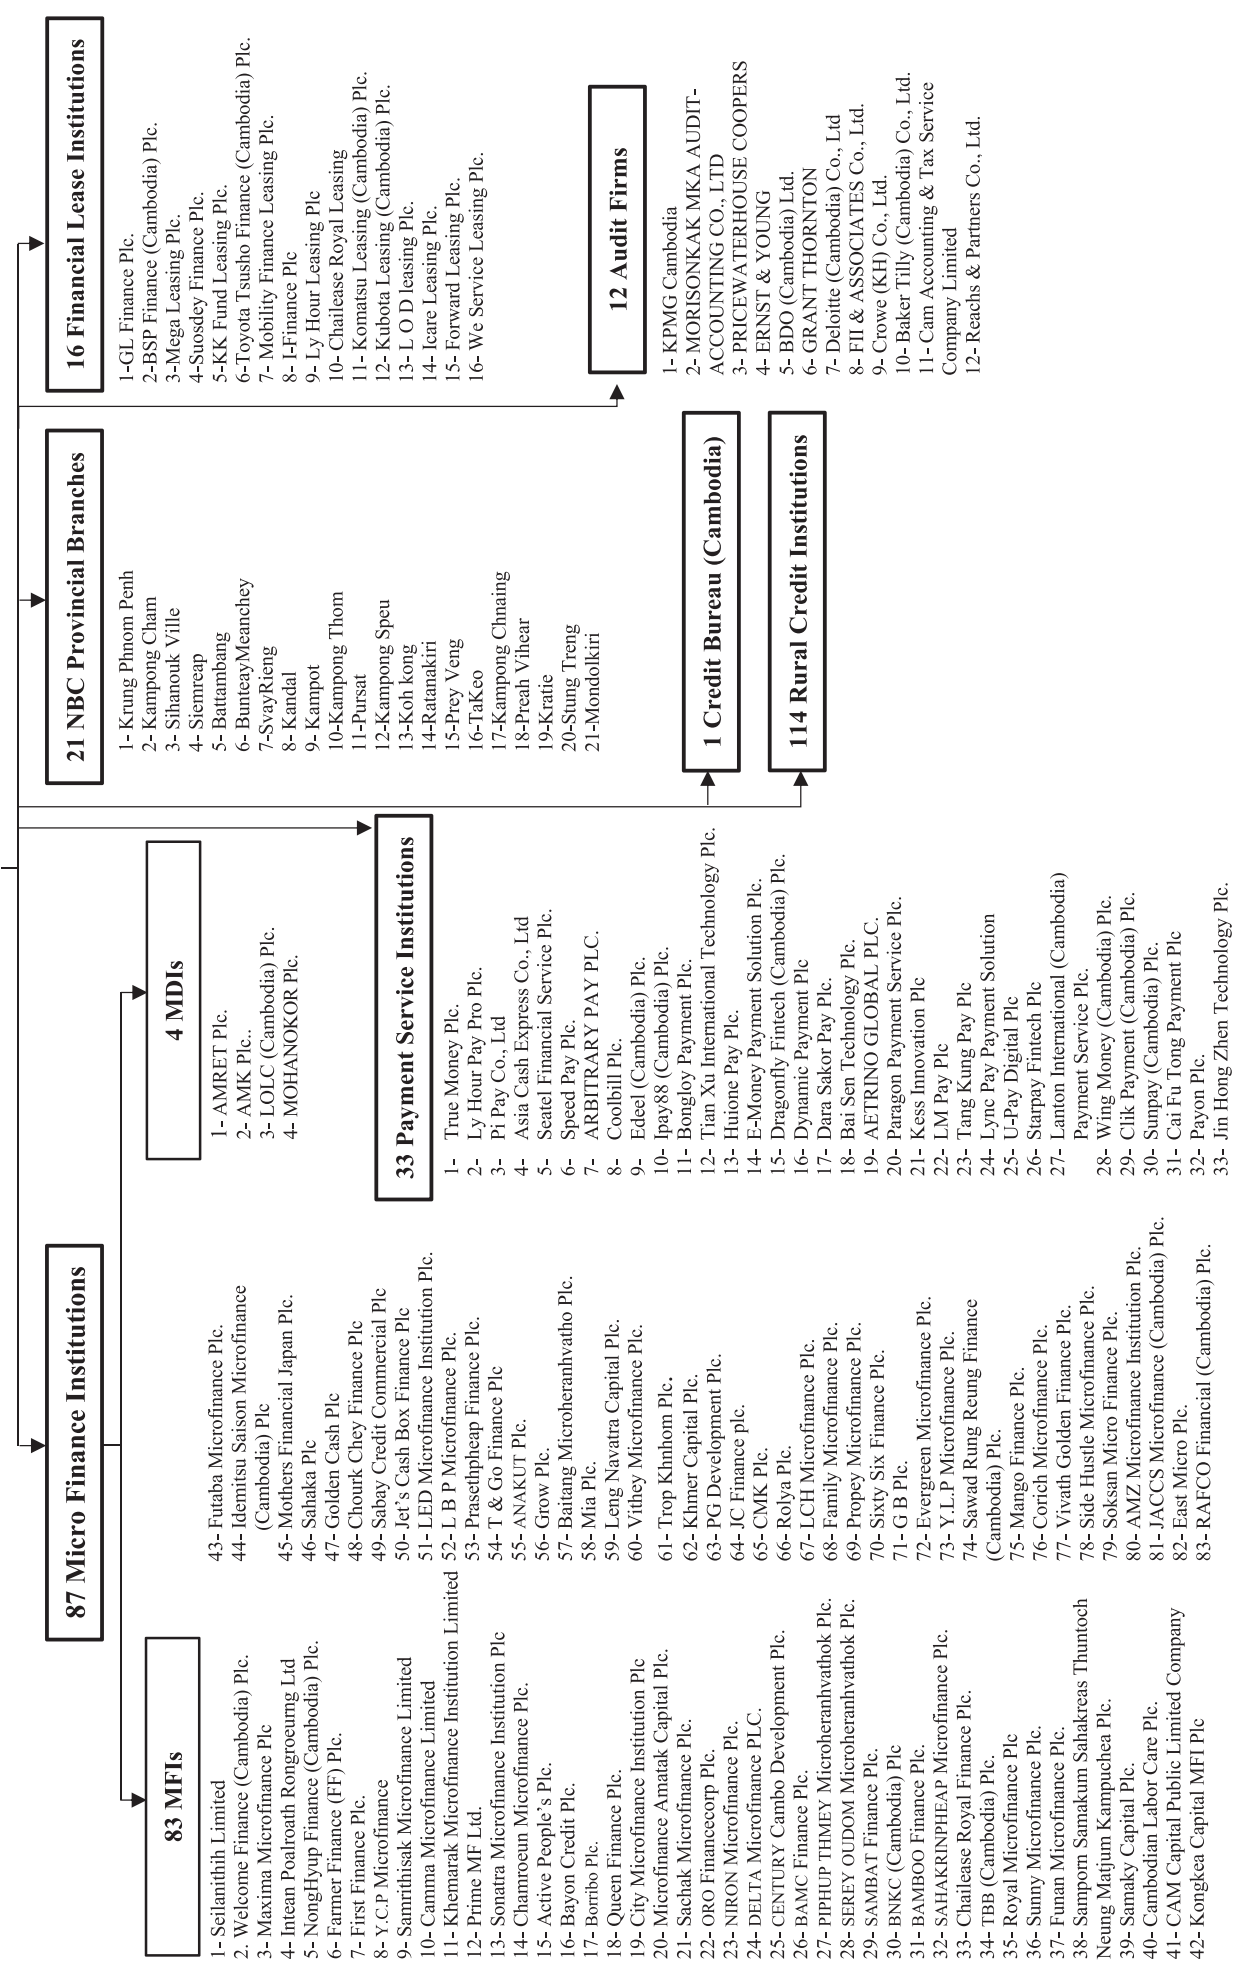 87 Micro Finance Institutions
83 MFIs
1- Seilanithih Limited
2. Welcome Finance (Cambodia) Plc.
3- Maxima Microfinance Plc
4- Intean Poalroath Rongroeurng Ltd
5- NongHyup Finance (Cambodia) Plc.
6- Farmer Finance (FF) Plc.
7- First Finance Plc.
8- Y.C.P Microfinance
9- Samrithisak Microfinance Limited
10- Camma Microfinance Limited
11- Khemarak Microfinance Institution Limited
12- Prime MF Ltd.
13- Sonatra Microfinance Institution Plc
14- Chamroeun Microfinance Plc.
15- Active People's Plc.
16- Bayon Credit Plc.
17- Boribo Plc.
18- Queen Finance Plc.
19- City Microfinance Institution Plc
20- Microfinance Amatak Capital Plc.
21- Sachak Microfinance Plc.
22- ORO Financecorp Plc.
23- NIRON Microfinance Plc.
24- DELTA Microfinance PLC.
25- CENTURY Cambo Development Plc.
26- BAMC Finance Plc.
27- PIPHUP THMEY Microheranhvathok Plc.
28- SEREY OUDOM Microheranhvathok Plc.
29- SAMBAT Finance Plc.
30- BNKC (Cambodia) Plc
31- BAMBOO Finance Plc.
32- SAHAKRINPHEAP Microfinance Plc.
33- Chailease Royal Finance Plc.
34- TBB (Cambodia) Plc.
35- Royal Microfinance Plc
36- Sunny Microfinance Plc.
37- Funan Microfinance Plc.
38- Samporn Samakum Sahakreas Thuntoch
Neung Matjum Kampuchea Plc.
39- Samaky Capital Plc.
40- Cambodian Labor Care Plc.
41- CAM Capital Public Limited Company
42- Kongkea Capital MFI Plc
43- Futaba Microfinance Plc.
44- Idemitsu Saison Microfinance
(Cambodia) Plc
45- Mothers Financial Japan Plc.
46- Sahaka Plc
47- Golden Cash Plc
48- Chourk Chey Finance Plc
49- Sabay Credit Commercial Plc
50- Jet's Cash Box Finance Plc
51- LED Microfinance Institution Plc.
52- L B P Microfinance Plc.
53- Prasethpheap Finance Plc.
54- T & Go Finance Plc
55- ANAKUT Plc.
56- Grow Plc.
57- Baitang Microheranhvatho Plc.
58- Mia Plc.
59- Leng Navatra Capital Plc.
60- Vithey Microfinance Plc.
61- Trop Khnhom Plc.
62- Khmer Capital Plc.
63- PG Development Plc.
64- JC Finance plc.
65- CMK Plc.
66- Rolya Plc.
67- LCH Microfinance Plc.
68- Family Microfinance Plc.
69- Propey Microfinance Plc.
70- Sixty Six Finance Plc.
71- G B Plc.
72- Evergreen Microfinance Plc.
73- Y.L.P Microfinance Plc.
74- Sawad Rung Reung Finance
(Cambodia) Plc.
75- Mango Finance Plc.
76- Corich Microfinance Plc.
77- Vivath Golden Finance Plc.
78- Side Hustle Microfinance Plc.
79- Soksan Micro Finance Plc.
80- AMZ Microfinance Institution Plc.
81- JACCS Microfinance (Cambodia) Plc.
82- East Micro Plc.
83- RAFCO Financial (Cambodia) Plc.
4 MDIs
1- AMRET Plc.
2- AMK Plc..
3- LOLC (Cambodia) Plc.
4- MOHANOKOR Plc.
33 Payment Service Institutions
1- True Money Plc.
2- Ly Hour Pay Pro Plc.
3- Pi Pay Co., Ltd
4- Asia Cash Express Co., Ltd
5- Seatel Financial Service Plc.
6- Speed Pay Plc.
7- ARBITRARY PAY PLC.
8- Coolbill Plc.
9- Edeel (Cambodia) Plc.
10- Ipay88 (Cambodia) Plc.
11- Bongloy Payment Plc.
12- Tian Xu International Technology Plc.
13- Huione Pay Plc.
14- E-Money Payment Solution Plc.
15- Dragonfly Fintech (Cambodia) Plc.
16- Dynamic Payment Plc
17- Dara Sakor Pay Plc.
18- Bai Sen Technology Plc.
19- AETRINO GLOBAL PLC.
20- Paragon Payment Service Plc.
21- Kess Innovation Plc
22- LM Pay Plc
23- Tang Kung Pay Plc
24- Lync Pay Payment Solution
25- U-Pay Digital Plc
26- Starpay Fintech Plc
27- Lanton International (Cambodia)
Payment Service Plc.
28- Wing Money (Cambodia) Plc.
29- Clik Payment (Cambodia) Plc.
30- Sunpay (Cambodia) Plc.
31- Cai Fu Tong Payment Plc
32- Payon Plc.
33- Jin Hong Zhen Technology Plc.
21 NBC Provincial Branches
1- Krung Phnom Penh
2- Kampong Cham
3- Sihanouk Ville
4- Siemreap
5- Battambang
6- BunteayMeanchey
7-SvayRieng
8- Kandal
9- Kampot
10-Kampong Thom
11-Pursat
12-Kampong Speu
13-Koh kong
14-Ratanakiri
15-Prey Veng
16-TaKeo
17-Kampong Chnaing
18-Preah Vihear
19-Kratie
20-Stung Treng
21-Mondolkiri
1 Credit Bureau (Cambodia)
114 Rural Credit Institutions
16 Financial Lease Institutions
1-GL Finance Plc.
2-BSP Finance (Cambodia) Plc.
3-Mega Leasing Plc.
4-Suosdey Finance Plc.
5-KK Fund Leasing Plc.
6-Toyota Tsusho Finance (Cambodia) Plc.
7- Mobility Finance Leasing Plc.
8- 1-Finance Plc
9- Ly Hour Leasing Plc
10- Chailease Royal Leasing
11- Komatsu Leasing (Cambodia) Plc.
12- Kubota Leasing (Cambodia) Plc.
13- L O D leasing Plc.
14- Icare Leasing Plc.
15- Forward Leasing Plc.
16- We Service Leasing Plc.
12 Audit Firms
1- KPMG Cambodia
2- MORISONKAK MKA AUDIT-
ACCOUNTING CO., LTD
3- PRICEWATERHOUSE COOPERS
4- ERNST & YOUNG
5- BDO (Cambodia) Ltd.
6- GRANT THORNTON
7- Deloitte (Cambodia) Co., Ltd
8- FII & ASSOCIATES Co., Ltd.
9- Crowe (KH) Co., Ltd.
10- Baker Tilly (Cambodia) Co., Ltd.
11- Cam Accounting & Tax Service
Company Limited
12- Reachs & Partners Co., Ltd.